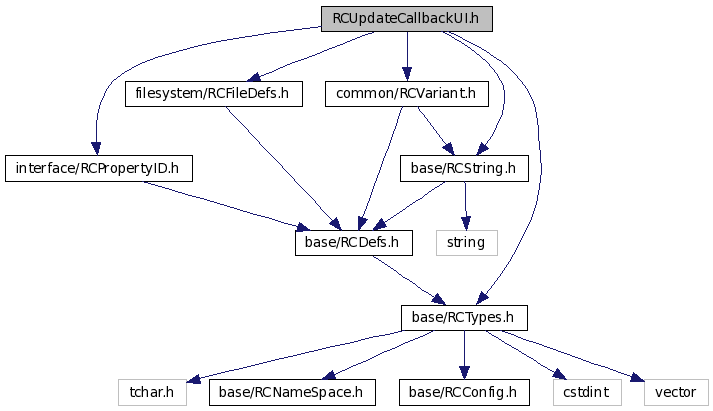 RCUpdateCallbackUI.h
filesystem/RCFileDefs.h
common/RCVariant.h
interface/RCPropertyID.h
base/RCString.h
base/RCDefs.h
string
base/RCTypes.h
tchar.h
base/RCNameSpace.h
base/RCConfig.h
cstdint
vector